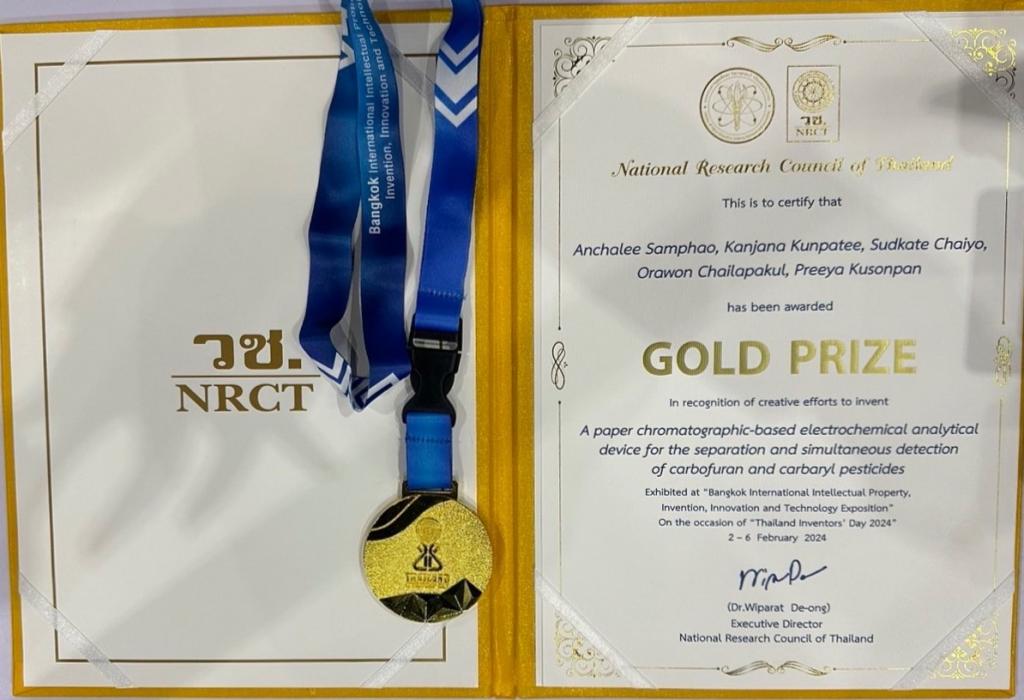 วช.
NRCT
Bangkok International Intellectual
Invention, Innovation and
THAILAND
วช.
NRCT
National Research Council of Thailand
This is to certify that
Anchalee Samphao, Kanjana Kunpatee, Sudkate Chaiyo,
Orawon Chailapakul, Preeya Kusonpan
has been awarded
GOLD PRIZE
In recognition of creative efforts to invent
A paper chromatographic-based electrochemical analytical
device for the separation and simultaneous detection
of carbofuran and carbaryl pesticides
Exhibited at "Bangkok International Intellectual Property,
Invention, Innovation and Technology Exposition"
On the occasion of "Thailand Inventors' Day 2024"
2 – 6 February 2024
(Dr.Wiparat De-ong)
Executive Director
National Research Council of Thailand